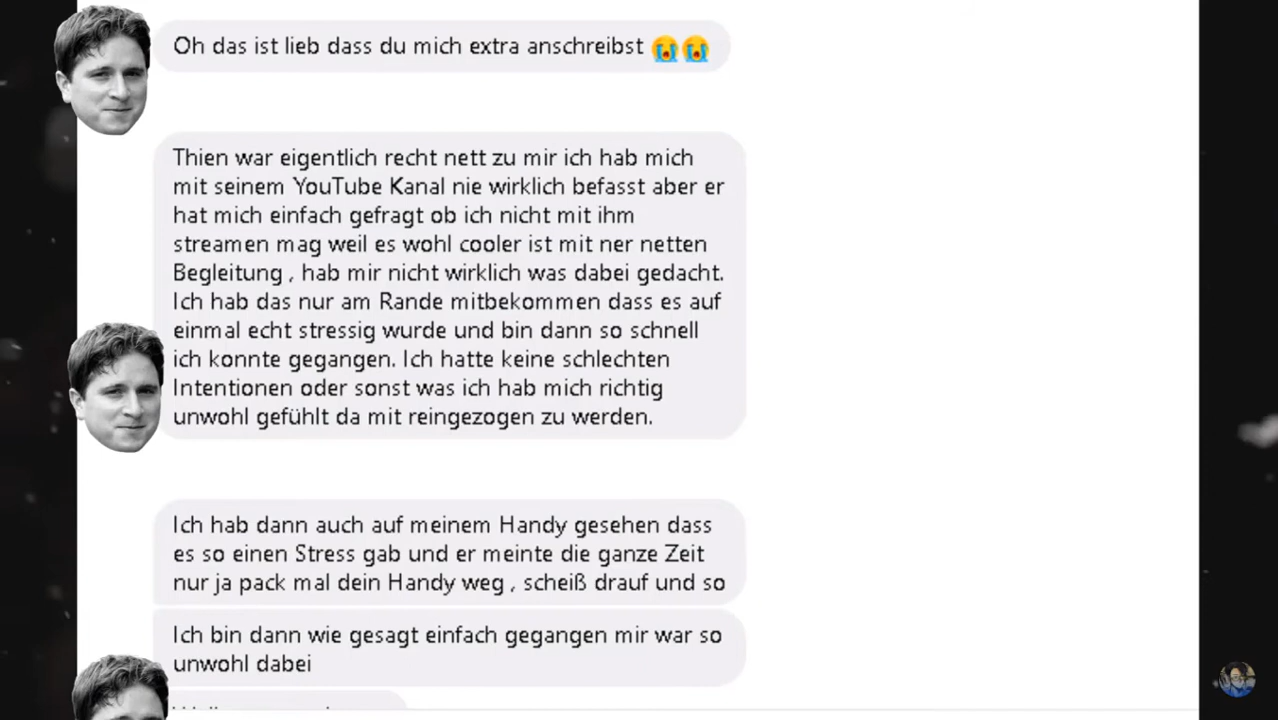 Oh das ist lieb dass du mich extra anschreibst 😭😭
Thien war eigentlich recht nett zu mir ich hab mich
mit seinem YouTube Kanal nie wirklich befasst aber er
hat mich einfach gefragt ob ich nicht mit ihm
streamen mag weil es wohl cooler ist mit ner netten
Begleitung , hab mir nicht wirklich was dabei gedacht.
Ich hab das nur am Rande mitbekommen dass es auf
einmal echt stressig wurde und bin dann so schnell
ich konnte gegangen. Ich hatte keine schlechten
Intentionen oder sonst was ich hab mich richtig
unwohl gefühlt da mit reingezogen zu werden.
Ich hab dann auch auf meinem Handy gesehen dass
es so einen Stress gab und er meinte die ganze Zeit
nur ja pack mal dein Handy weg , scheiß drauf und so
Ich bin dann wie gesagt einfach gegangen mir war so
unwohl dabei